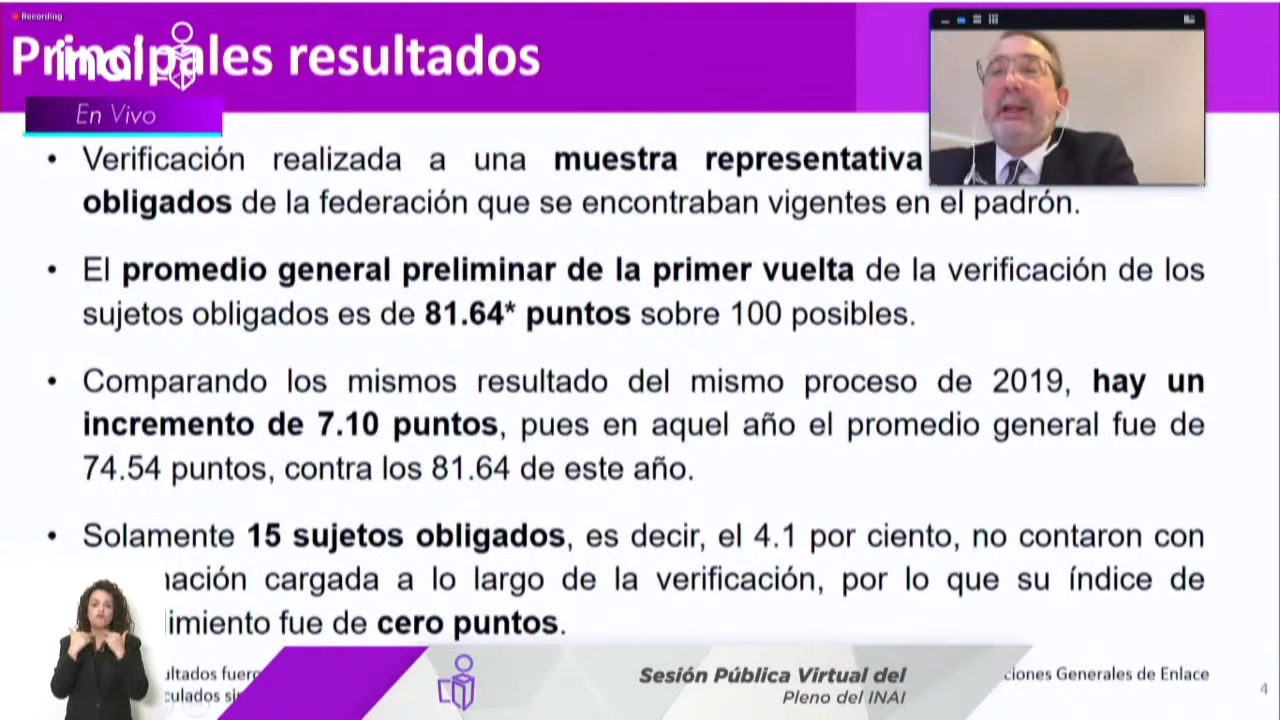 Recording
Principales resultados
inai
En Vivo
• Verificación realizada a una muestra representativa
obligados de la federación que se encontraban vigentes en el padrón.
• El promedio general preliminar de la primer vuelta de la verificación de los
sujetos obligados es de 81.64* puntos sobre 100 posibles.
• Comparando los mismos resultado del mismo proceso de 2019, hay un
incremento de 7.10 puntos, pues en aquel año el promedio general fue de
74.54 puntos, contra los 81.64 de este año.
• Solamente 15 sujetos obligados, es decir, el 4.1 por ciento, no contaron con
nación cargada a lo largo de la verificación, por lo que su índice de
limiento fue de cero puntos.
ultados fuero
culados sin
ciones Generales de Enlace
Sesión Pública Virtual del
Pleno del INAI
4